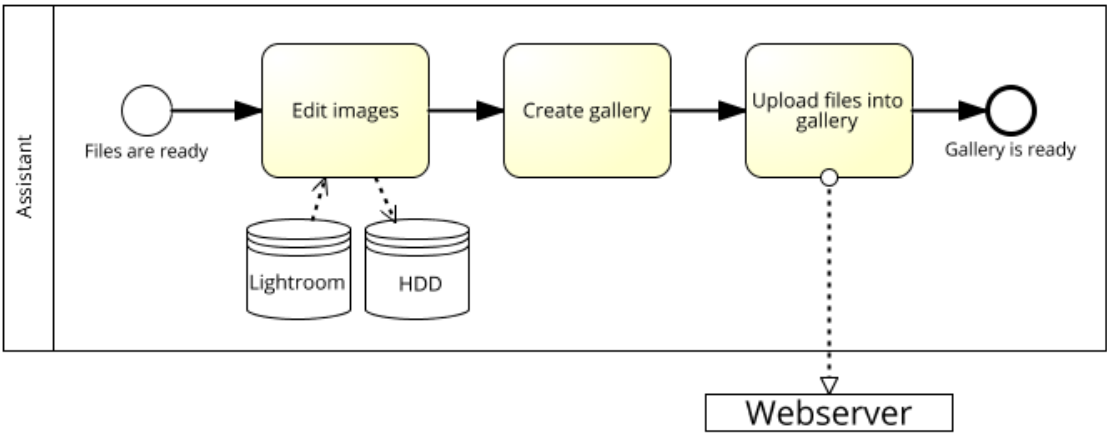 Assistant
Files are ready
Edit images
Create gallery
Upload files into
gallery
Gallery is ready
Lightroom
HDD
Webserver